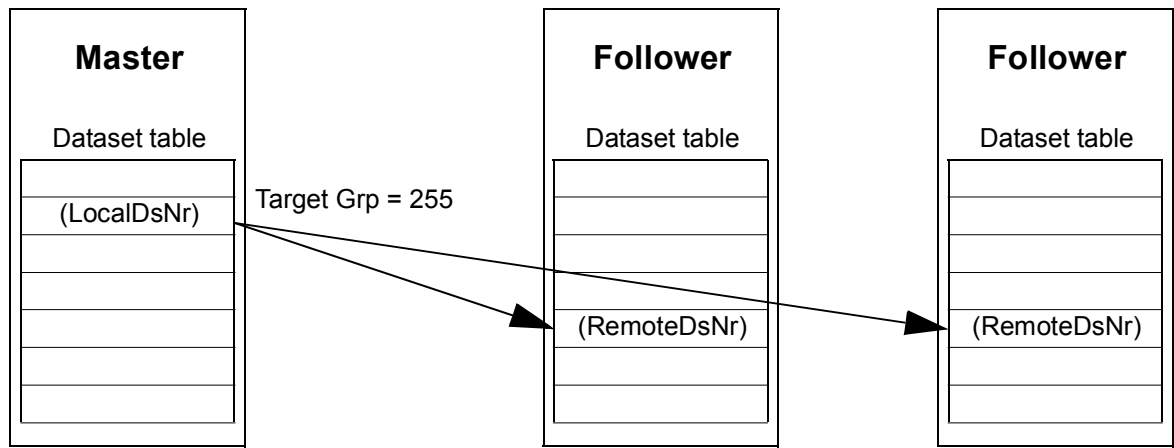 Master
Dataset table
(LocalDsNr)
Target Grp = 255
Follower
Dataset table
(RemoteDsNr)
Follower
Dataset table
(RemoteDsNr)